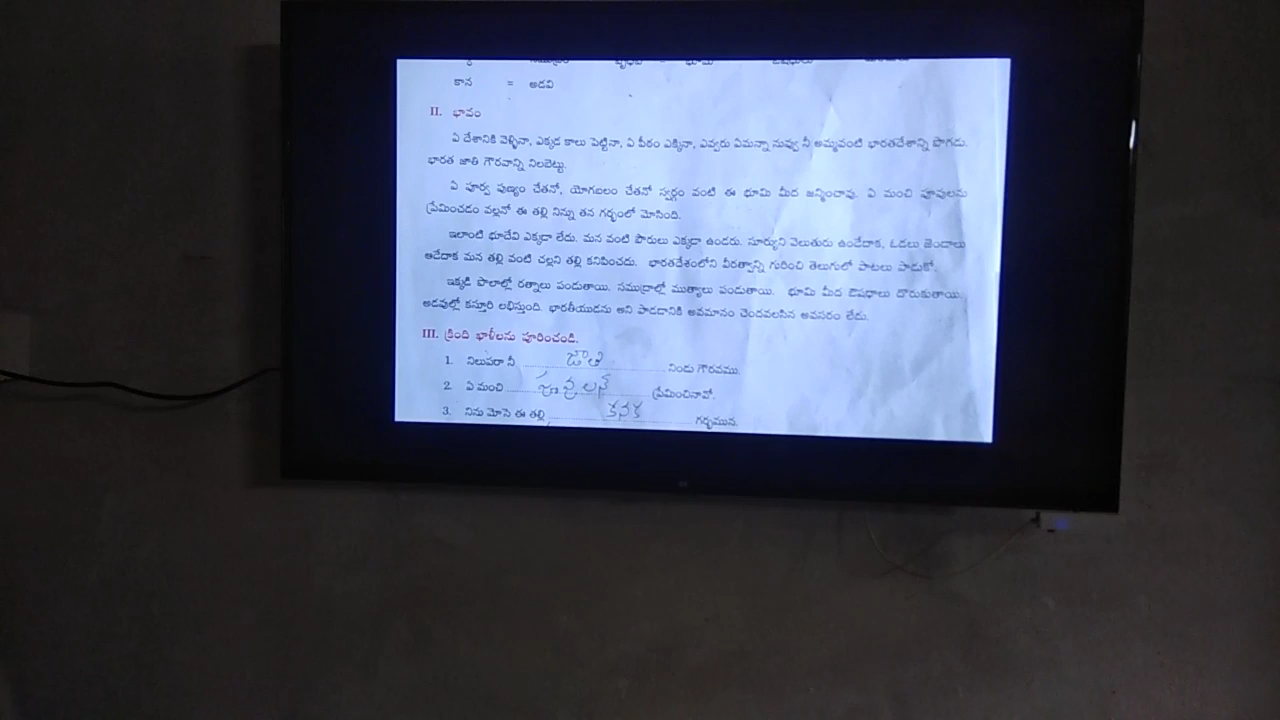 కాన = అడవి
II. భావం
ఏ దేశానికి వెళ్ళినా, ఎక్కడ కాలు పెట్టినా, ఏ పీఠం ఎక్కినా, ఎవ్వరు ఏమన్నా నువ్వు నీ అమ్మవంటి భారతదేశాన్ని పొగడు.
భారత జాతి గౌరవాన్ని నిలబెట్టు.
ఏ పూర్వ పుణ్యం చేతనో, యోగబలం చేతనో స్వర్గం వంటి ఈ భూమి మీద జన్మించావు. ఏ మంచి పూవులను
ప్రేమించడం వల్లనో ఈ తల్లి నిన్ను తన గర్భంలో మోసింది.
ఇలాంటి భూదేవి ఎక్కడా లేదు. మన వంటి పౌరులు ఎక్కడా ఉండరు. సూర్యుని వెలుతురు ఉండేదాక, ఓడలు జెండాలు
ఆడేదాక మన తల్లి వంటి చల్లని తల్లి కనిపించదు. భారతదేశంలోని వీరత్వాన్ని గురించి తెలుగులో పాటలు పాడుకో.
ఇక్కడి పొలాల్లో రత్నాలు పండుతాయి. సముద్రాల్లో ముత్యాలు పండుతాయి. భూమి మీద ఔషధాలు దొరుకుతాయి.
అడవుల్లో కస్తూరి లభిస్తుంది. భారతీయుడను అని పాడడానికి అవమానం చెందవలసిన అవసరం లేదు.
III. క్రింది ఖాళీలను పూరించండి.
1. నిలుపరా నీ జాతి నిండు గౌరవము.
2. ఏ మంచి పూవులన్ ప్రేమించినావో.
3. నిను మోసె ఈ తల్లి కనక గర్భమున.